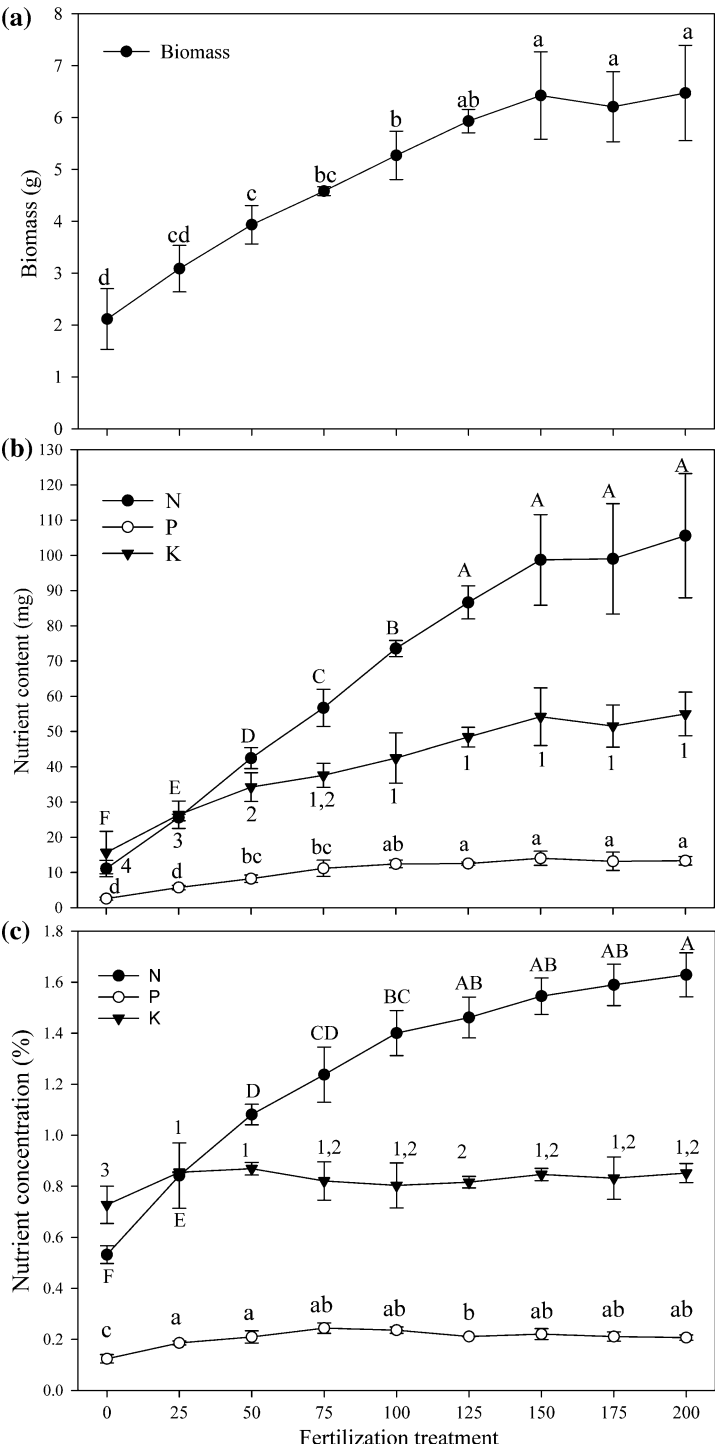 (a)
8
7
6
5
4
3
2
1
0
Biomass (g)
Biomass
d
cd
c
bc
b
ab
a
a
a
(b)
130
120
110
100
90
80
70
60
50
40
30
20
10
0
Nutrient content (mg)
N
P
K
F
E
D
C
B
A
A
A
A
4
3
2
1,2
1
1
1
1
1
d
d
bc
bc
ab
a
a
a
a
(c)
1.8
1.6
1.4
1.2
1.0
0.8
0.6
0.4
0.2
0.0
Nutrient concentration (%)
N
P
K
F
E
D
CD
BC
AB
AB
AB
A
3
1
1
1,2
1,2
2
1,2
1,2
1,2
c
a
a
ab
ab
b
ab
ab
ab
0 25 50 75 100 125 150 175 200
Fertilization treatment